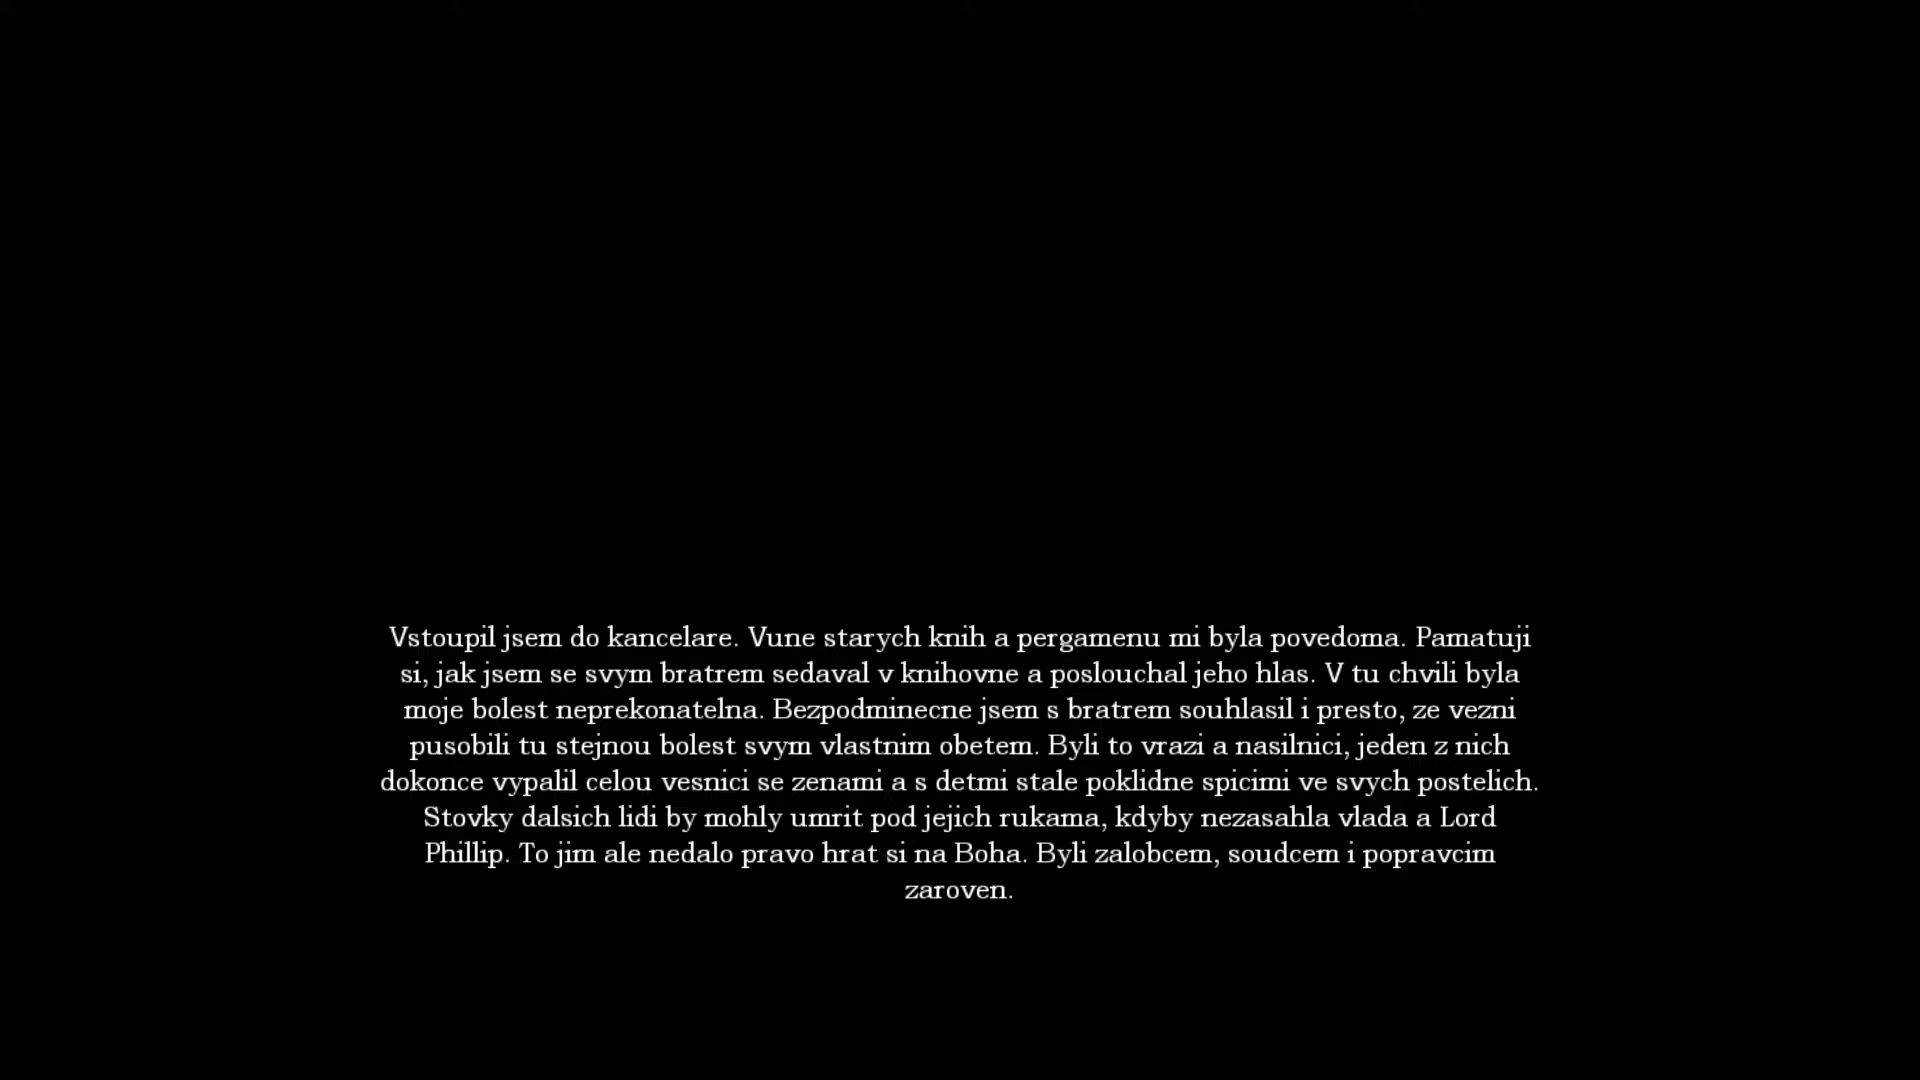 Vstoupil jsem do kancelare. Vune starych knih a pergamenu mi byla povedoma. Pamatuji
si, jak jsem se svym bratrem sedaval v knihovne a poslouchal jeho hlas. V tu chvili byla
moje bolest neprekonatelna. Bezpodminecne jsem s bratrem souhlasil i presto, ze vezni
pusobili tu stejnou bolest svym vlastnim obetem. Byli to vrazi a nasilnici, jeden z nich
dokonce vypalil celou vesnici se zenami a s detmi stale poklidne spicimi ve svych postelich.
Stovky dalsich lidi by mohly umrit pod jejich rukama, kdyby nezasahla vlada a Lord
Phillip. To jim ale nedalo pravo hrat si na Boha. Byli zalobcem, soudcem i popravcim
zaroven.